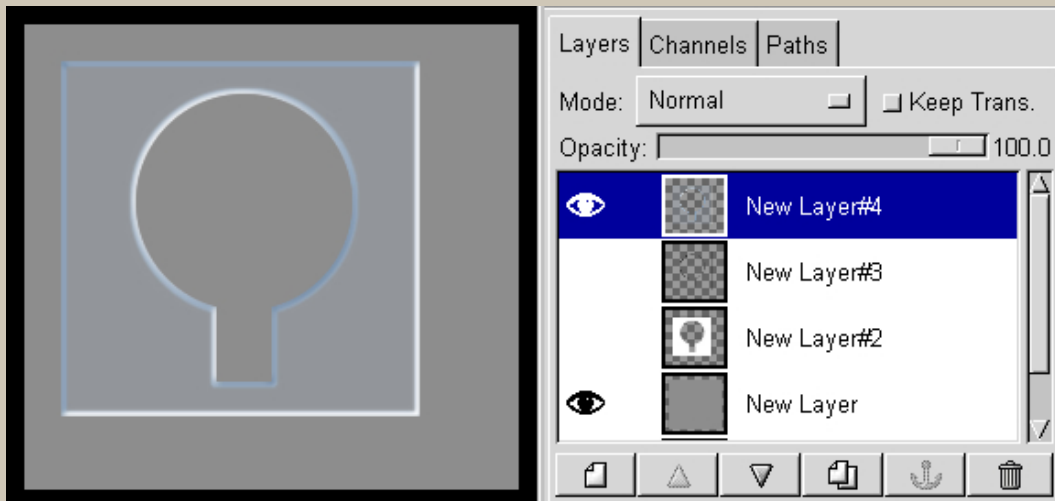 Layers Channels Paths
Mode: Normal Keep Trans.
Opacity: 100.0
New Layer#4
New Layer#3
New Layer#2
New Layer